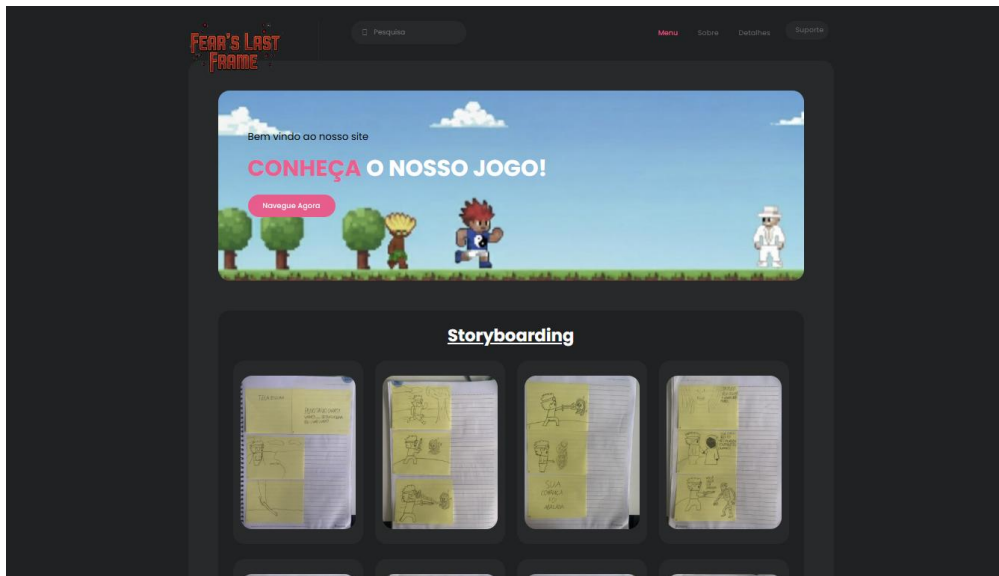 FEAR'S LAST
FRAME
Pesquisa
Menu
Sobre
Detalhes
Suporte
Bem vindo ao nosso site
CONHEÇA O NOSSO JOGO!
Navegue Agora
Storyboarding
SUA